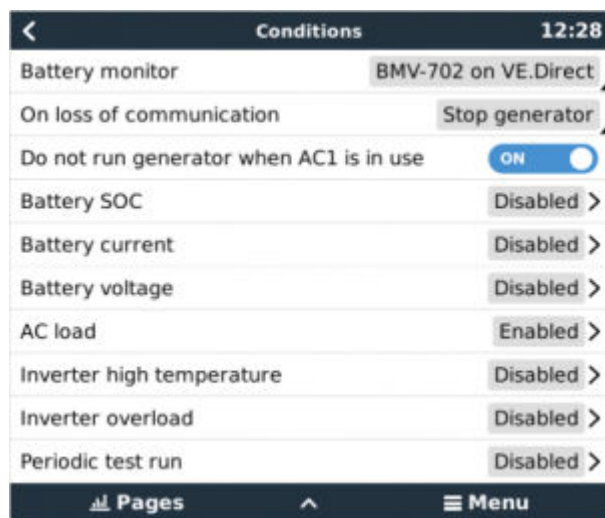 Conditions 12:28
Battery monitor BMV-702 on VE.Direct
On loss of communication Stop generator
Do not run generator when AC1 is in use ON
Battery SOC Disabled
Battery current Disabled
Battery voltage Disabled
AC load Enabled
Inverter high temperature Disabled
Inverter overload Disabled
Periodic test run Disabled
Pages Menu